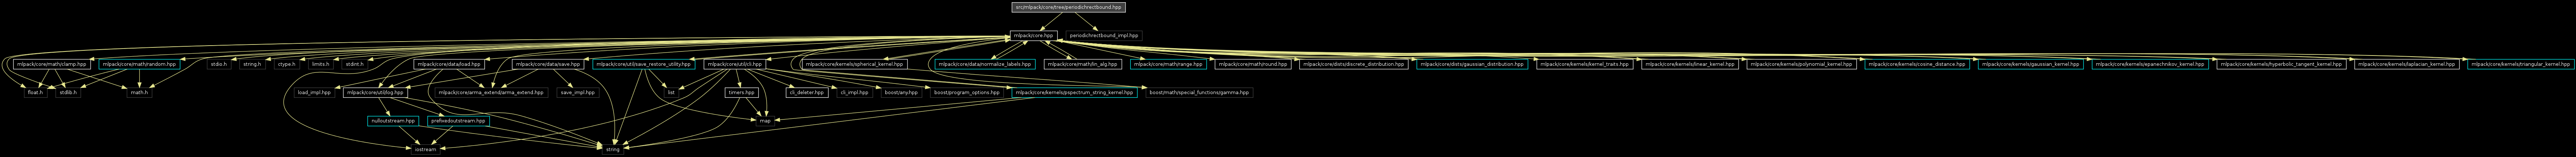 src/mlpack/core/tree/periodichrectbound.hpp
mlpack/core.hpp
periodichrectbound_impl.hpp
mlpack/core/math/clamp.hpp
mlpack/core/math/random.hpp
stdio.h
string.h
ctype.h
limits.h
stdint.h
mlpack/core/data/load.hpp
mlpack/core/data/save.hpp
mlpack/core/util/save_restore_utility.hpp
mlpack/core/util/cli.hpp
mlpack/core/kernels/spherical_kernel.hpp
mlpack/core/data/normalize_labels.hpp
mlpack/core/math/lin_alg.hpp
mlpack/core/math/range.hpp
mlpack/core/math/round.hpp
mlpack/core/dists/discrete_distribution.hpp
mlpack/core/dists/gaussian_distribution.hpp
mlpack/core/kernels/kernel_traits.hpp
mlpack/core/kernels/linear_kernel.hpp
mlpack/core/kernels/polynomial_kernel.hpp
mlpack/core/kernels/cosine_distance.hpp
mlpack/core/kernels/gaussian_kernel.hpp
mlpack/core/kernels/epanechnikov_kernel.hpp
mlpack/core/kernels/hyperbolic_tangent_kernel.hpp
mlpack/core/kernels/laplacian_kernel.hpp
mlpack/core/kernels/triangular_kernel.hpp
float.h
stdlib.h
math.h
load_impl.hpp
mlpack/core/util/log.hpp
mlpack/core/arma_extend/arma_extend.hpp
save_impl.hpp
list
timers.hpp
cli_deleter.hpp
cli_impl.hpp
boost/any.hpp
boost/program_options.hpp
mlpack/core/kernels/pspectrum_string_kernel.hpp
boost/math/special_functions/gamma.hpp
nulloutstream.hpp
prefixedoutstream.hpp
map
iostream
string